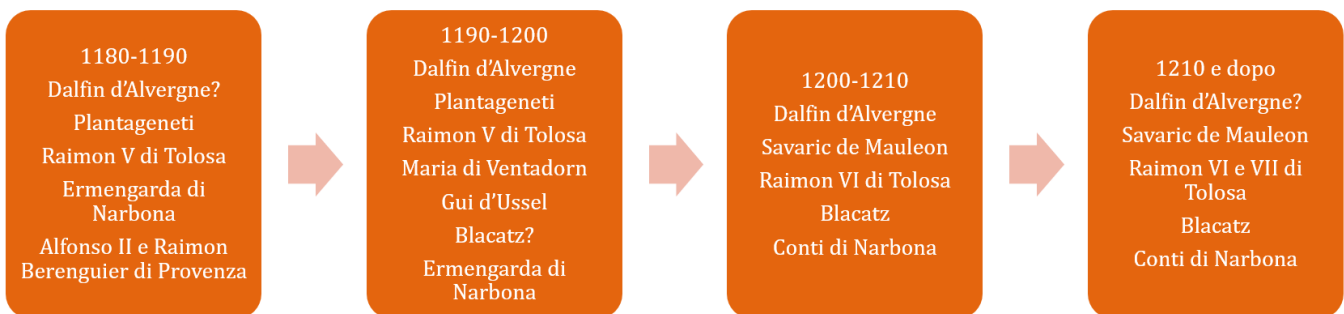 1180-1190
Dalfin d’Alvergne?
Plantageneti
Raimon V di Tolosa
Ermengarda di
Narbona
Alfonso II e Raimon
Berenguier di Provenza
1190-1200
Dalfin d’Alvergne
Plantageneti
Raimon V di Tolosa
Maria di Ventadorn
Gui d’Ussel
Blacatz?
Ermengarda di
Narbona
1200-1210
Dalfin d’Alvergne
Savaric de Mauleon
Raimon VI di Tolosa
Blacatz
Conti di Narbona
1210 e dopo
Dalfin d’Alvergne?
Savaric de Mauleon
Raimon VI e VII di
Tolosa
Blacatz
Conti di Narbona